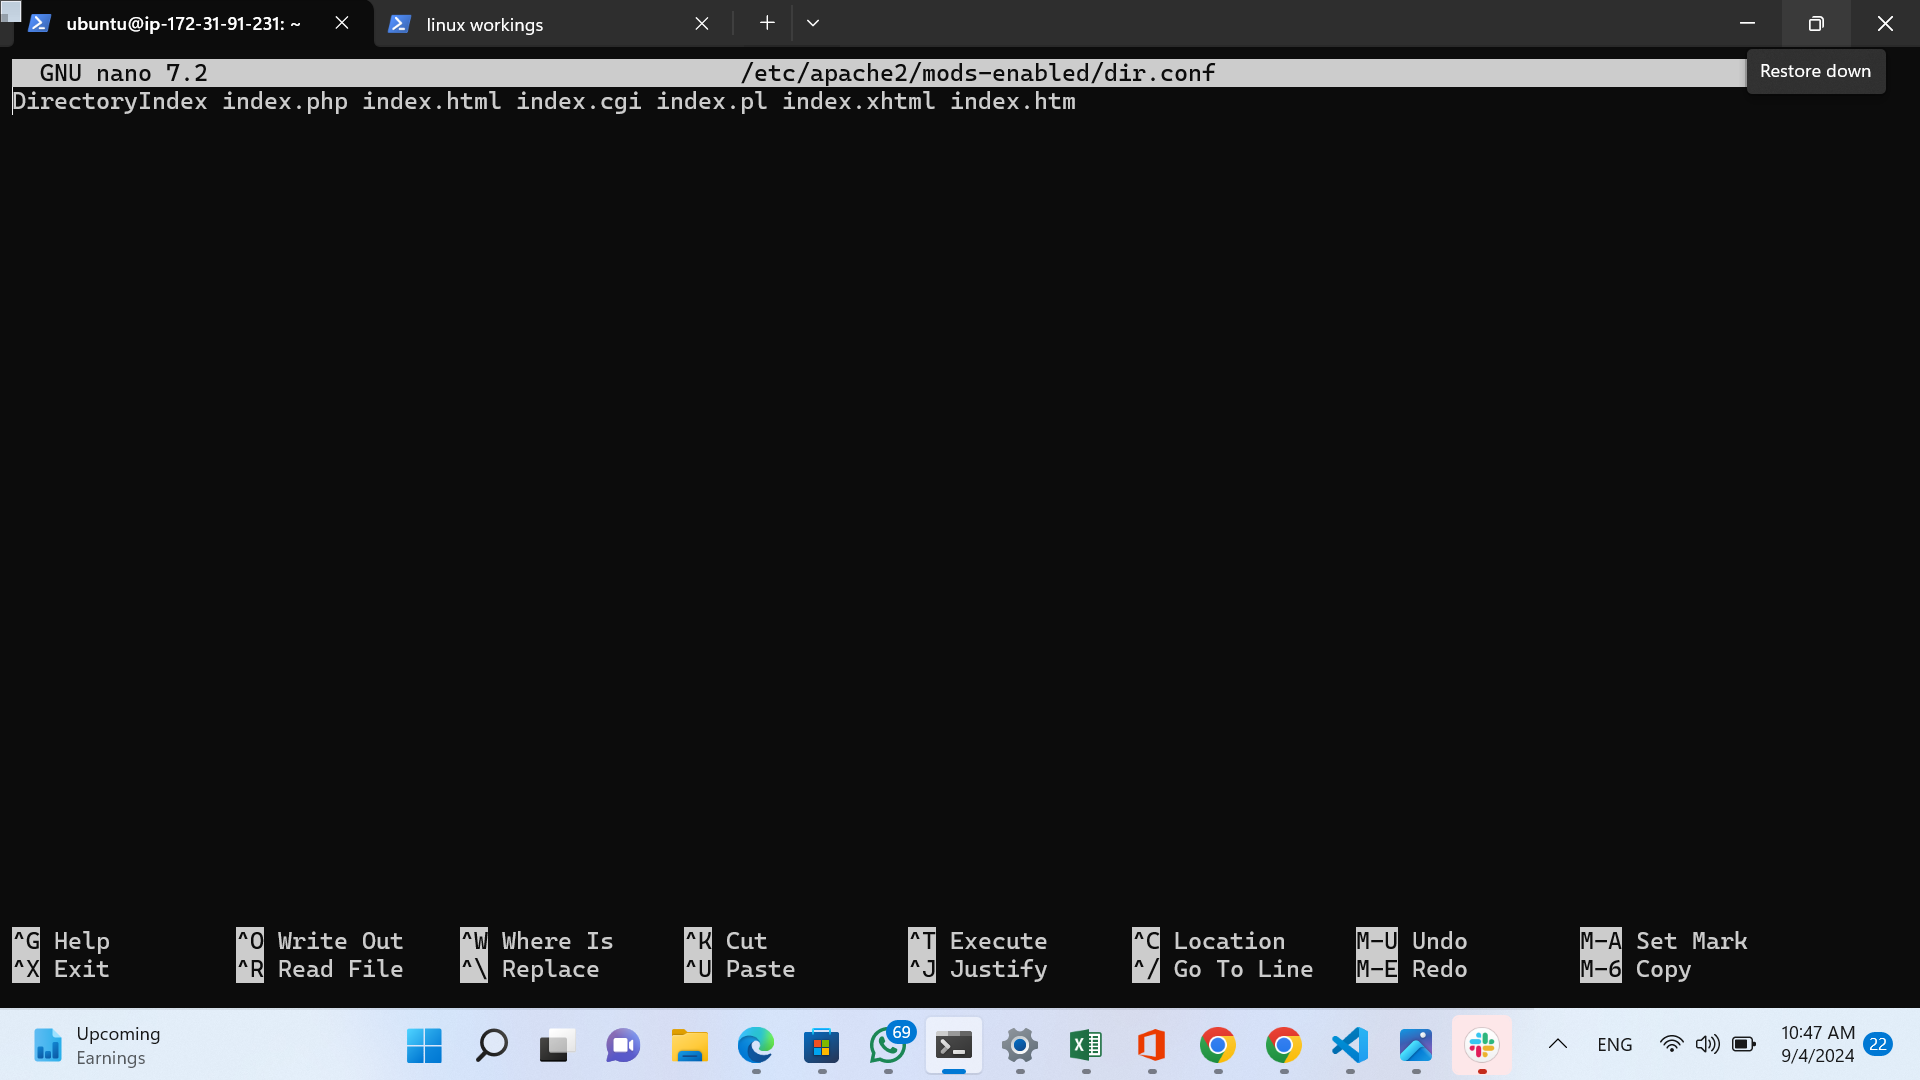 ubuntu@ip-172-31-91-231: ~
linux workings
GNU nano 7.2
/etc/apache2/mods-enabled/dir.conf
Restore down
DirectoryIndex index.php index.html index.cgi index.pl index.xhtml index.htm
^G Help ^O Write Out ^W Where Is ^K Cut ^T Execute ^C Location M-U Undo M-A Set Mark
^X Exit ^R Read File ^\ Replace ^U Paste ^J Justify ^/ Go To Line M-E Redo M-6 Copy
Upcoming
Earnings
69
ENG
10:47 AM
9/4/2024
22